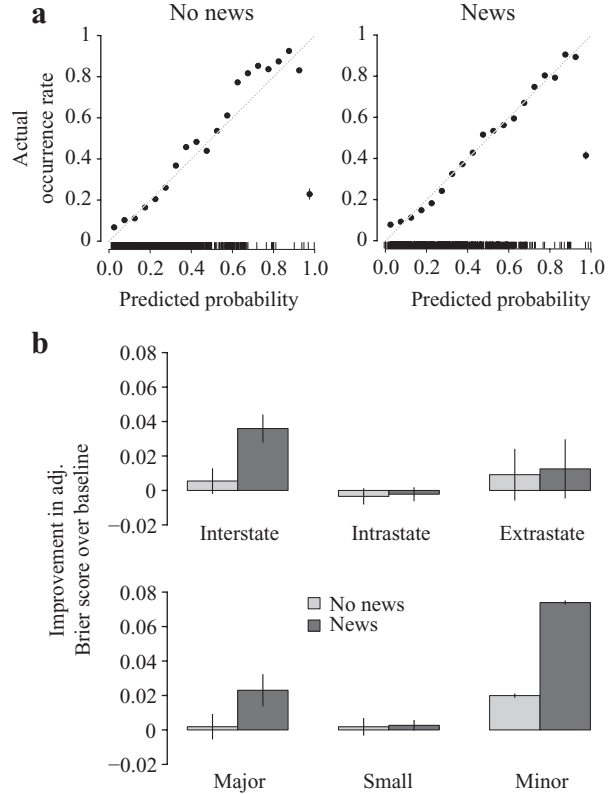 a
No news
News
Actual
occurrence rate
1
0.8
0.6
0.4
0.2
0
0.0 0.2 0.4 0.6 0.8 1.0
Predicted probability
1
0.8
0.6
0.4
0.2
0
0.0 0.2 0.4 0.6 0.8 1.0
Predicted probability
b
Improvement in adj.
Brier score over baseline
0.08
0.06
0.04
0.02
0
−0.02
Interstate Intrastate Extrastate
0.08
0.06
0.04
0.02
0
−0.02
No news
News
Major Small Minor